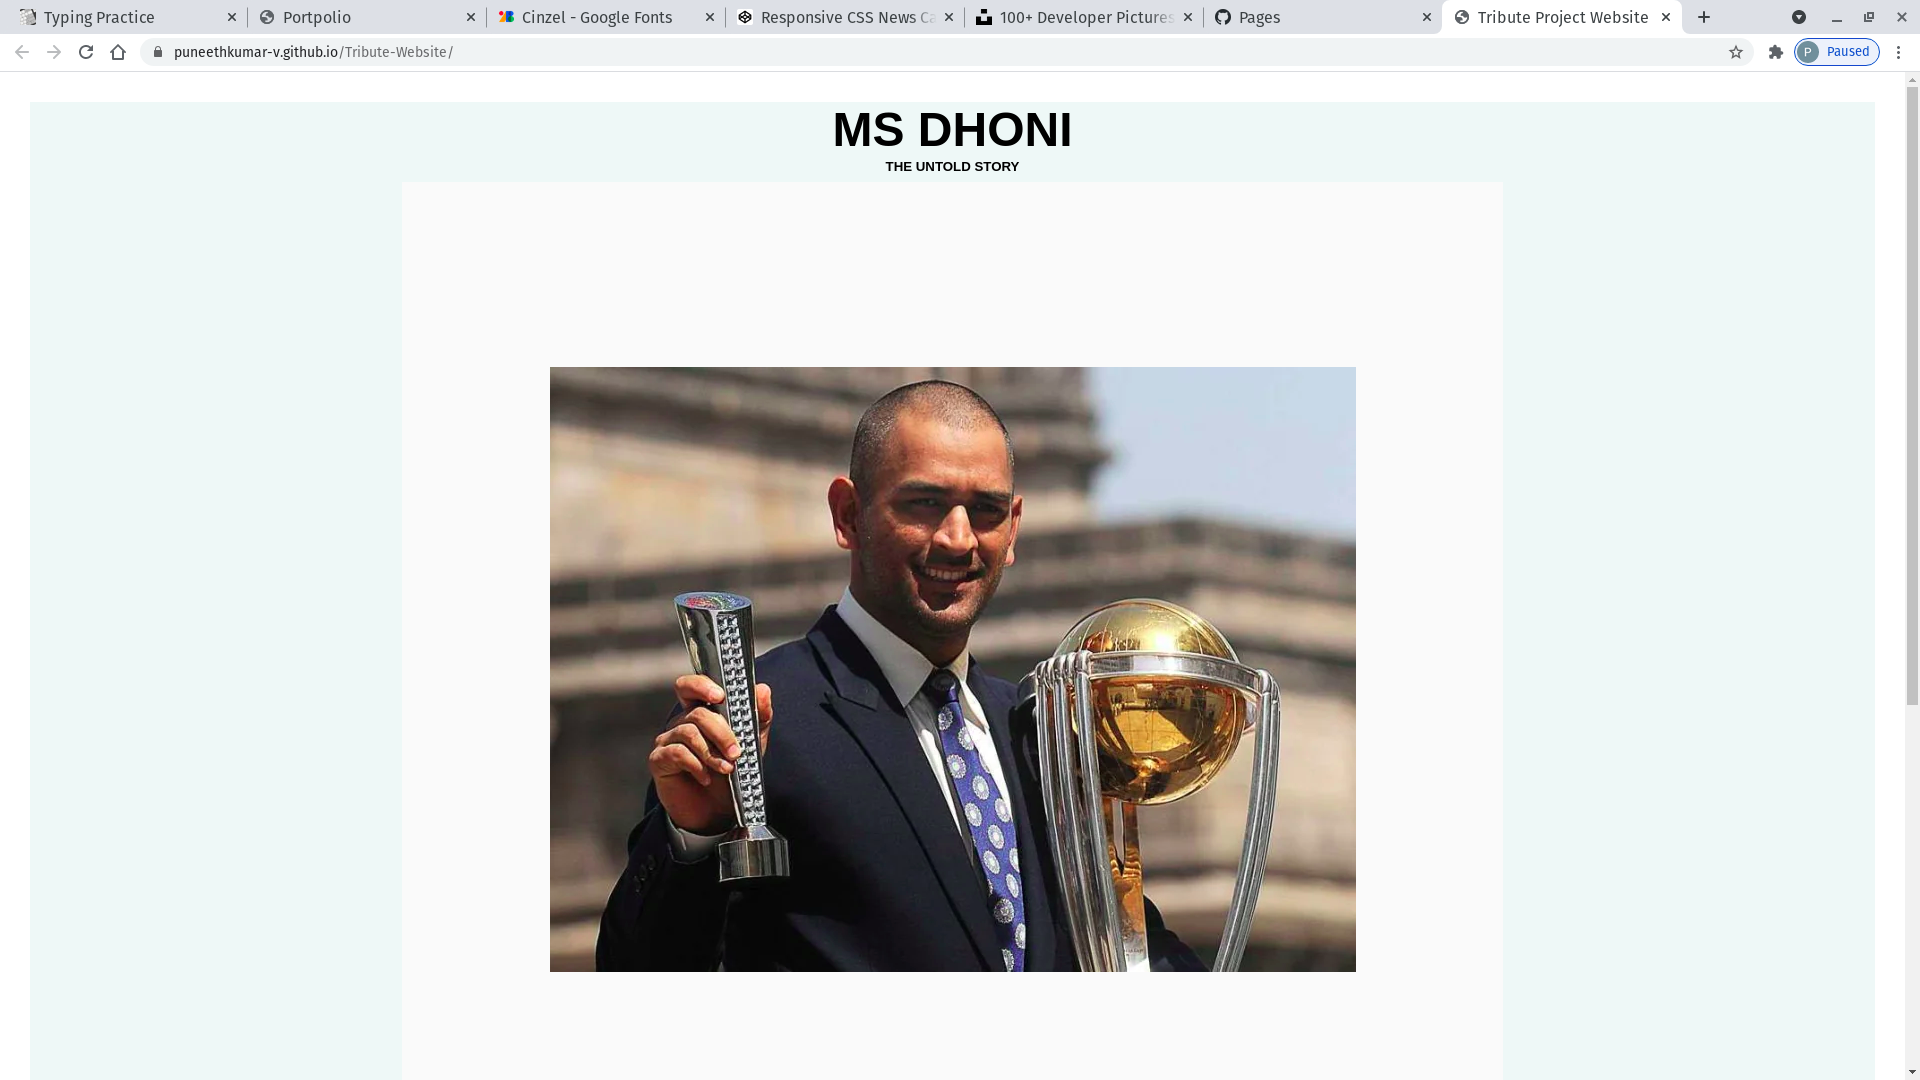 Typing Practice
Portpolio
Cinzel - Google Fonts
Responsive CSS News Ca
100+ Developer Pictures
Pages
Tribute Project Website
puneethkumar-v.github.io/Tribute-Website/
P Paused
MS DHONI
THE UNTOLD STORY